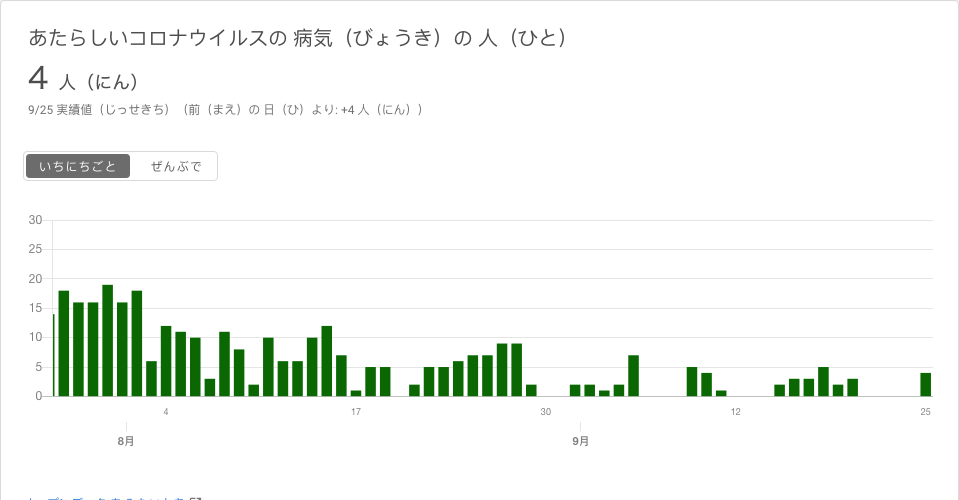 あたらしいコロナウイルスの 病気（びょうき）の 人（ひと）
4 人（にん）
9/25 実績値（じっせきち）（前（まえ）の 日（ひ）より: +4 人（にん））
いちにちごと ぜんぶで
30
25
20
15
10
5
0
4 17 30 12 25
8月 9月